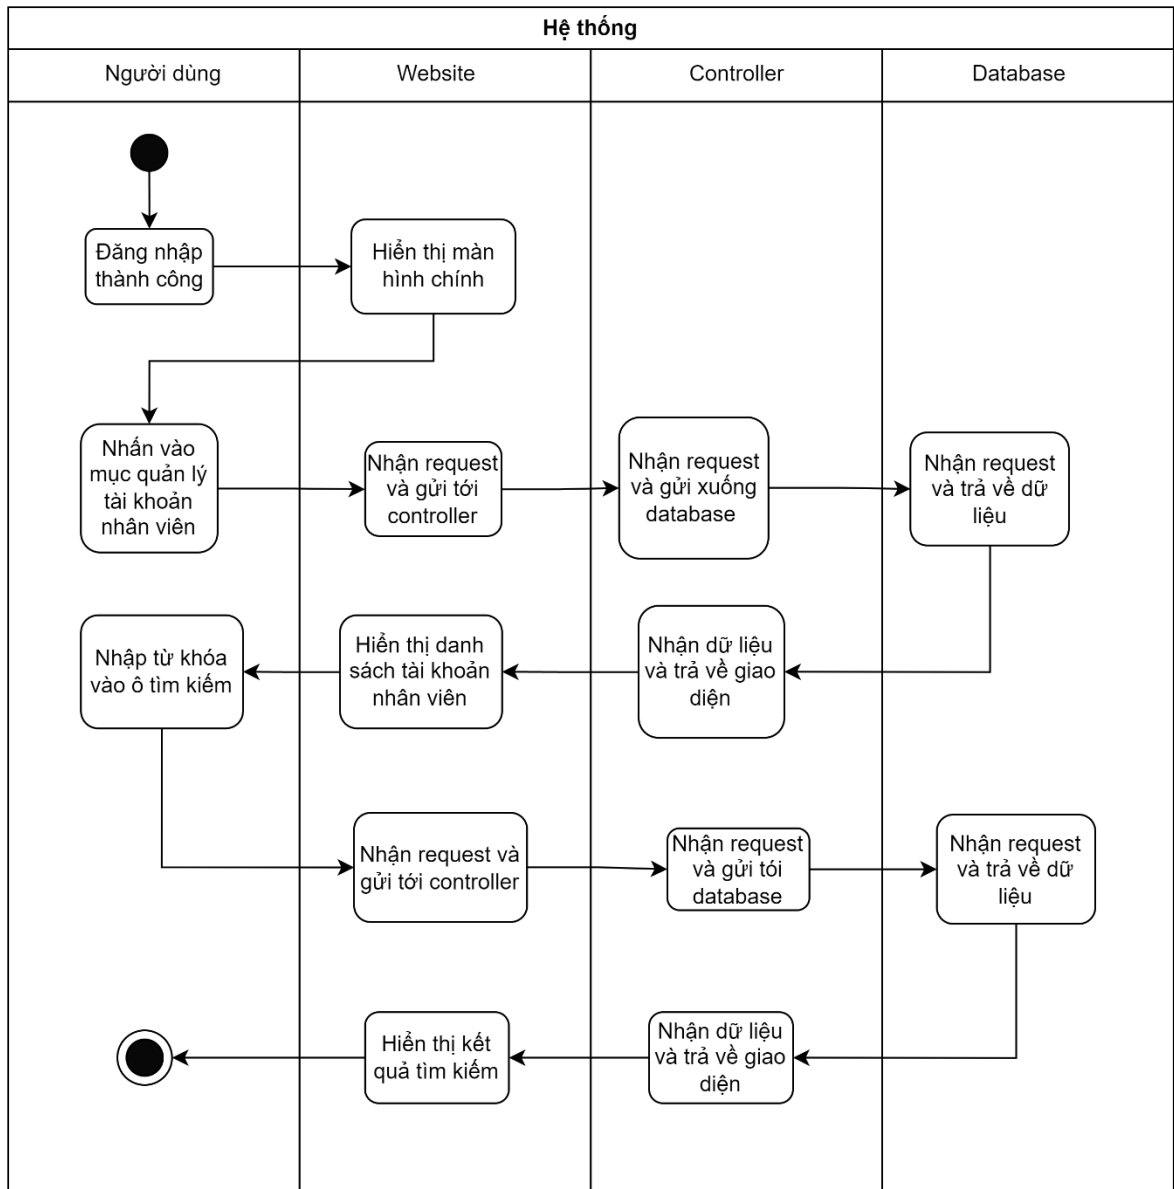 Hệ thống
Người dùng
Website
Controller
Database
Đăng nhập
thành công
Hiển thị màn
hình chính
Nhấn vào
mục quản lý
tài khoản
nhân viên
Nhận request
và gửi tới
controller
Nhận request
và gửi xuống
database
Nhận request
và trả về dữ
liệu
Nhập từ khóa
vào ô tìm kiếm
Hiển thị danh
sách tài khoản
nhân viên
Nhận dữ liệu
và trả về giao
diện
Nhận request và
gửi tới controller
Nhận request
và gửi tói
database
Nhận request
và trả về dữ
liệu
Hiển thị kết
quả tìm kiếm
Nhận dữ liệu
và trả về giao
diện